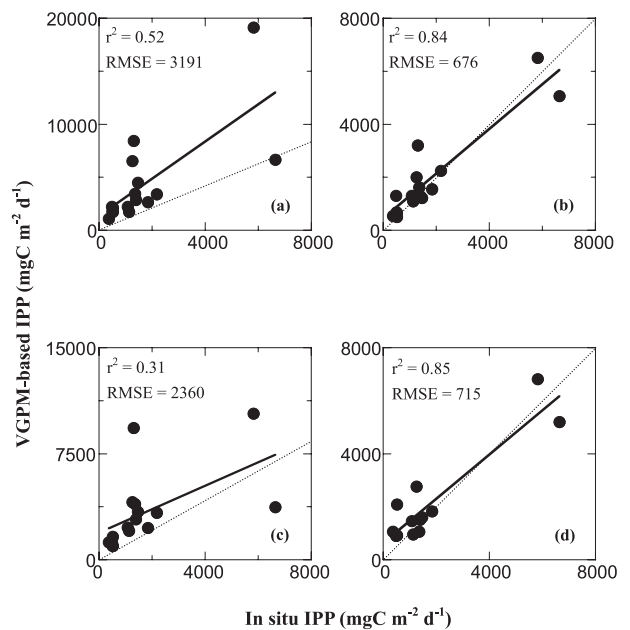 r² = 0.52
RMSE = 3191
20000
10000
0
0
4000
8000
(a)
r² = 0.84
RMSE = 676
8000
4000
0
0
4000
8000
(b)
VGPM-based IPP (mgC m⁻² d⁻¹)
r² = 0.31
RMSE = 2360
15000
7500
0
0
4000
8000
(c)
r² = 0.85
RMSE = 715
8000
4000
0
0
4000
8000
(d)
In situ IPP (mgC m⁻² d⁻¹)